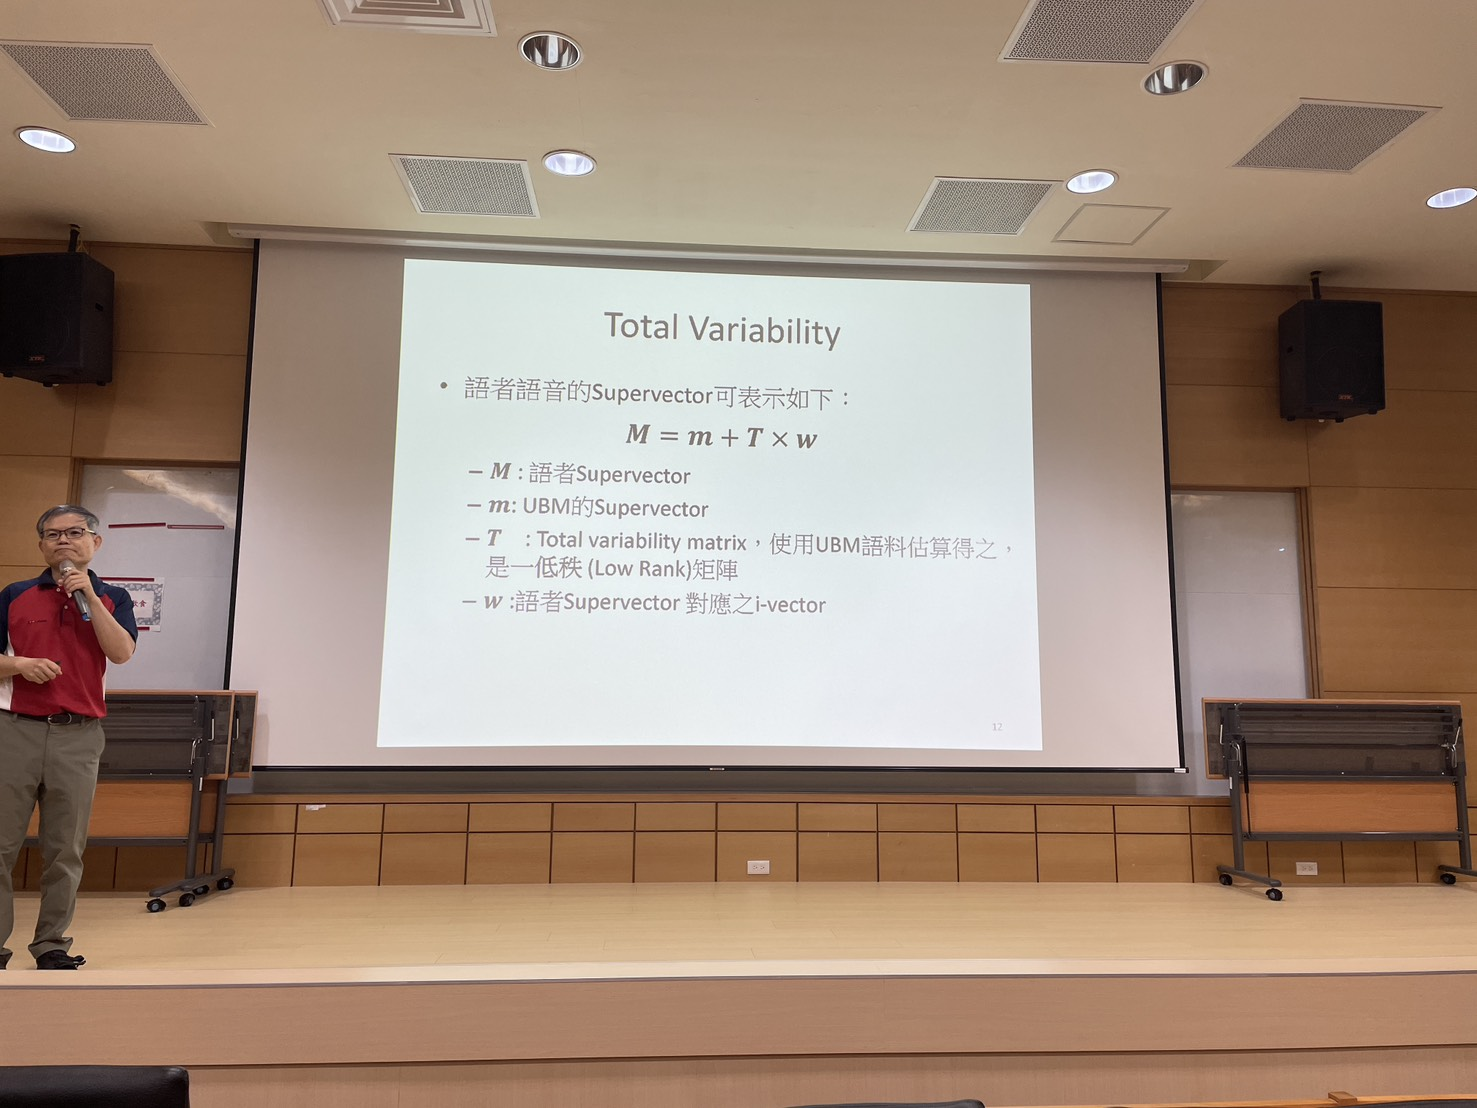 Total Variability
• 語者語音的Supervector可表示如下：
M = m + T × w
– M : 語者Supervector
– m: UBM的Supervector
– T : Total variability matrix，使用UBM語料估算得之，
是一低秩 (Low Rank)矩陣
– w :語者Supervector 對應之i-vector
12
食